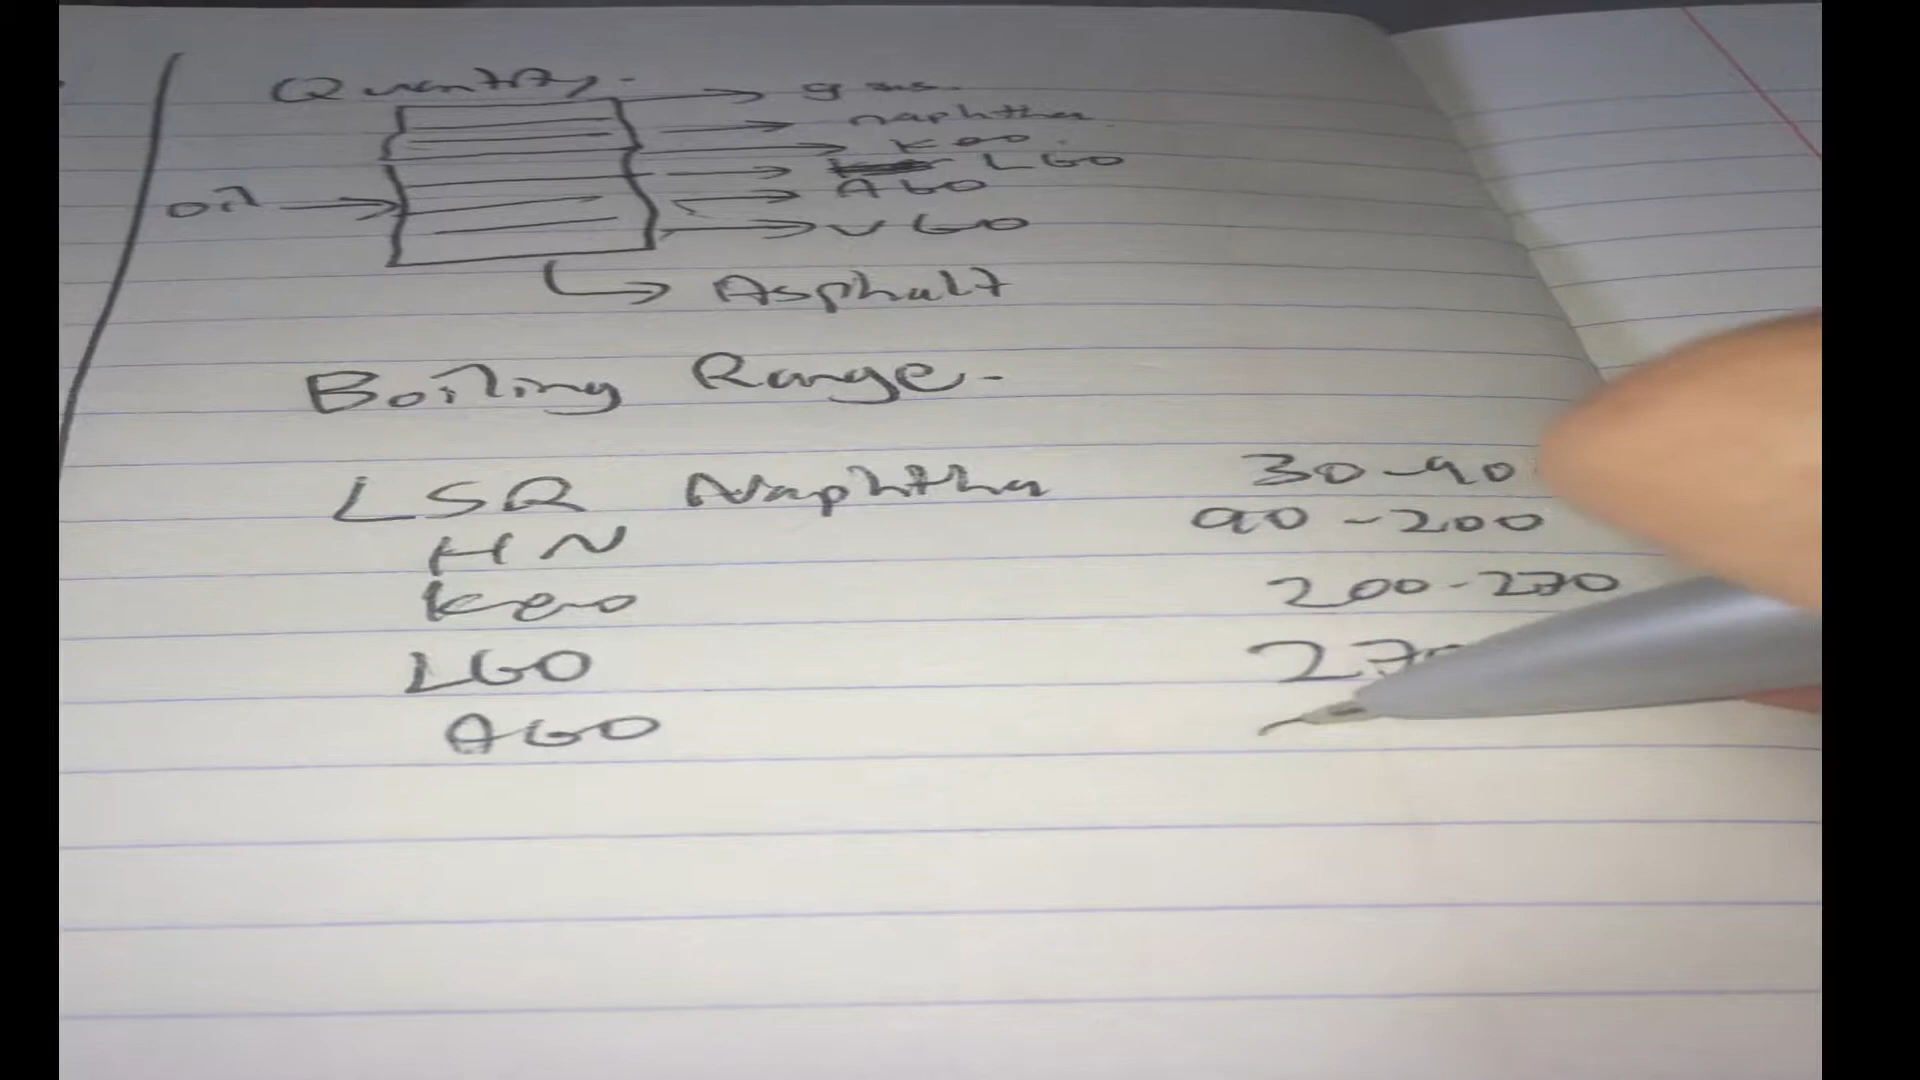 Quantity.
gas.
naphtha
keo
oil → LGO
AGO
VGO
Asphalt
Boiling Range.
LSR Naphtha 30-90
HN 90-200
keo 200-270
LGO 270
AGO